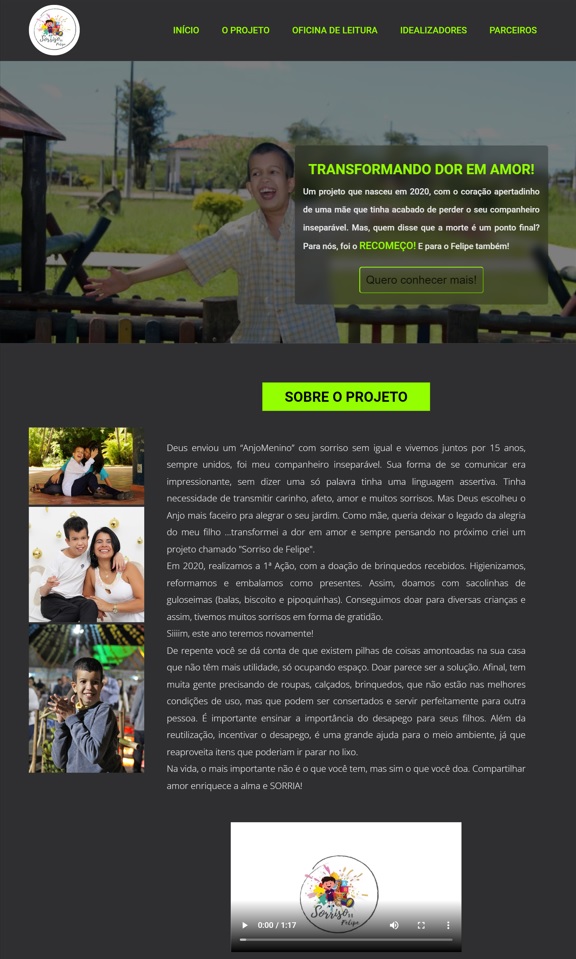 Sorriso de Felipe
INÍCIO O PROJETO OFICINA DE LEITURA IDEALIZADORES PARCEIROS
TRANSFORMANDO DOR EM AMOR!
Um projeto que nasceu em 2020, com o coração apertadinho
de uma mãe que tinha acabado de perder o seu companheiro
inseparável. Mas, quem disse que a morte é um ponto final?
Para nós, foi o RECOMEÇO! E para o Felipe também!
Quero conhecer mais!
SOBRE O PROJETO
Deus enviou um "AnjoMenino" com sorriso sem igual e vivemos juntos por 15 anos,
sempre unidos, foi meu companheiro inseparável. Sua forma de se comunicar era
impressionante, sem dizer uma só palavra tinha uma linguagem assertiva. Tinha
necessidade de transmitir carinho, afeto, amor e muitos sorrisos. Mas Deus escolheu o
Anjo mais faceiro pra alegrar o seu jardim. Como mãe, queria deixar o legado da alegria
do meu filho ...transformei a dor em amor e sempre pensando no próximo criei um
projeto chamado "Sorriso de Felipe".
Em 2020, realizamos a 1ª Ação, com a doação de brinquedos recebidos. Higienizamos,
reformamos e embalamos como presentes. Assim, doamos com sacolinhas de
guloseimas (balas, biscoito e pipoquinhas). Conseguimos doar para diversas crianças e
assim, tivemos muitos sorrisos em forma de gratidão.
Siiiim, este ano teremos novamente!
De repente você se dá conta de que existem pilhas de coisas amontoadas na sua casa
que não têm mais utilidade, só ocupando espaço. Doar parece ser a solução. Afinal, tem
muita gente precisando de roupas, calçados, brinquedos, que não estão nas melhores
condições de uso, mas que podem ser consertados e servir perfeitamente para outra
pessoa. É importante ensinar a importância do desapego para seus filhos. Além da
reutilização, incentivar o desapego, é uma grande ajuda para o meio ambiente, já que
reaproveita itens que poderiam ir parar no lixo.
Na vida, o mais importante não é o que você tem, mas sim o que você doa. Compartilhar
amor enriquece a alma e SORRIA!
Sorriso de
Felipe
0:00 / 1:17